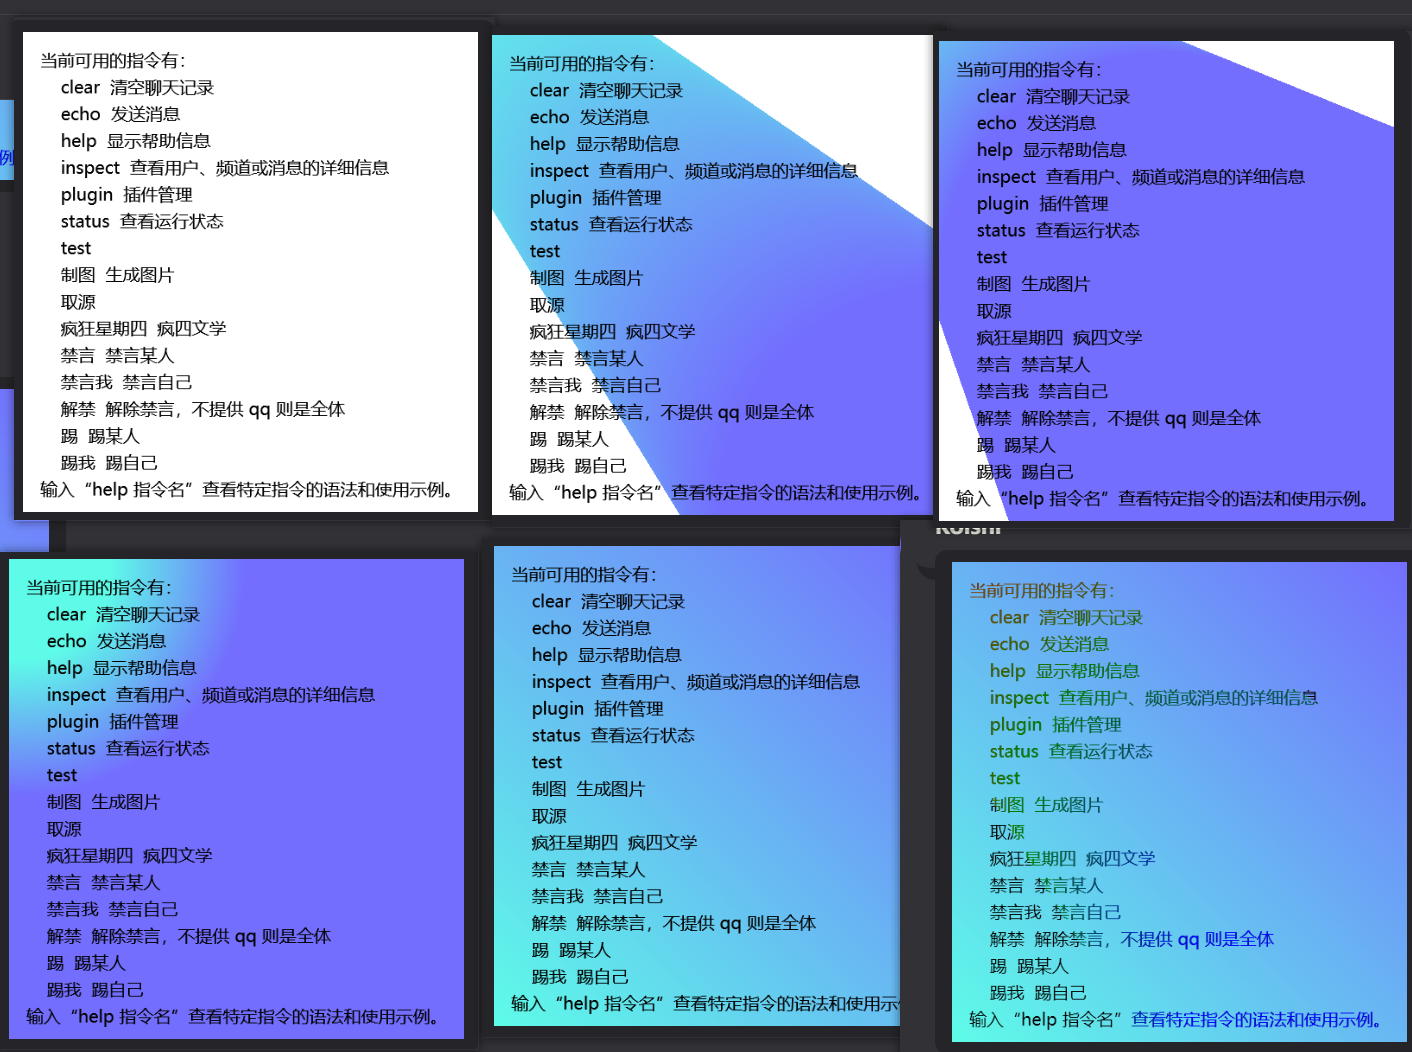 当前可用的指令有：
clear 清空聊天记录
echo 发送消息
help 显示帮助信息
inspect 查看用户、频道或消息的详细信息
plugin 插件管理
status 查看运行状态
test
制图 生成图片
取源
疯狂星期四 疯四文学
禁言 禁言某人
禁言我 禁言自己
解禁 解除禁言，不提供 qq 则是全体
踢 踢某人
踢我 踢自己
输入“help 指令名”查看特定指令的语法和使用示例。
当前可用的指令有：
clear 清空聊天记录
echo 发送消息
help 显示帮助信息
inspect 查看用户、频道或消息的详细信息
plugin 插件管理
status 查看运行状态
test
制图 生成图片
取源
疯狂星期四 疯四文学
禁言 禁言某人
禁言我 禁言自己
解禁 解除禁言，不提供 qq 则是全体
踢 踢某人
踢我 踢自己
输入“help 指令名”查看特定指令的语法和使用示例。
当前可用的指令有：
clear 清空聊天记录
echo 发送消息
help 显示帮助信息
inspect 查看用户、频道或消息的详细信息
plugin 插件管理
status 查看运行状态
test
制图 生成图片
取源
疯狂星期四 疯四文学
禁言 禁言某人
禁言我 禁言自己
解禁 解除禁言，不提供 qq 则是全体
踢 踢某人
踢我 踢自己
输入“help 指令名”查看特定指令的语法和使用示例。
例
当前可用的指令有：
clear 清空聊天记录
echo 发送消息
help 显示帮助信息
inspect 查看用户、频道或消息的详细信息
plugin 插件管理
status 查看运行状态
test
制图 生成图片
取源
疯狂星期四 疯四文学
禁言 禁言某人
禁言我 禁言自己
解禁 解除禁言，不提供 qq 则是全体
踢 踢某人
踢我 踢自己
输入“help 指令名”查看特定指令的语法和使用示例。
当前可用的指令有：
clear 清空聊天记录
echo 发送消息
help 显示帮助信息
inspect 查看用户、频道或消息的详细信息
plugin 插件管理
status 查看运行状态
test
制图 生成图片
取源
疯狂星期四 疯四文学
禁言 禁言某人
禁言我 禁言自己
解禁 解除禁言，不提供 qq 则是全体
踢 踢某人
踢我 踢自己
输入“help 指令名”查看特定指令的语法和使用示
Koishi
当前可用的指令有：
clear 清空聊天记录
echo 发送消息
help 显示帮助信息
inspect 查看用户、频道或消息的详细信息
plugin 插件管理
status 查看运行状态
test
制图 生成图片
取源
疯狂星期四 疯四文学
禁言 禁言某人
禁言我 禁言自己
解禁 解除禁言，不提供 qq 则是全体
踢 踢某人
踢我 踢自己
输入“help 指令名”查看特定指令的语法和使用示例。